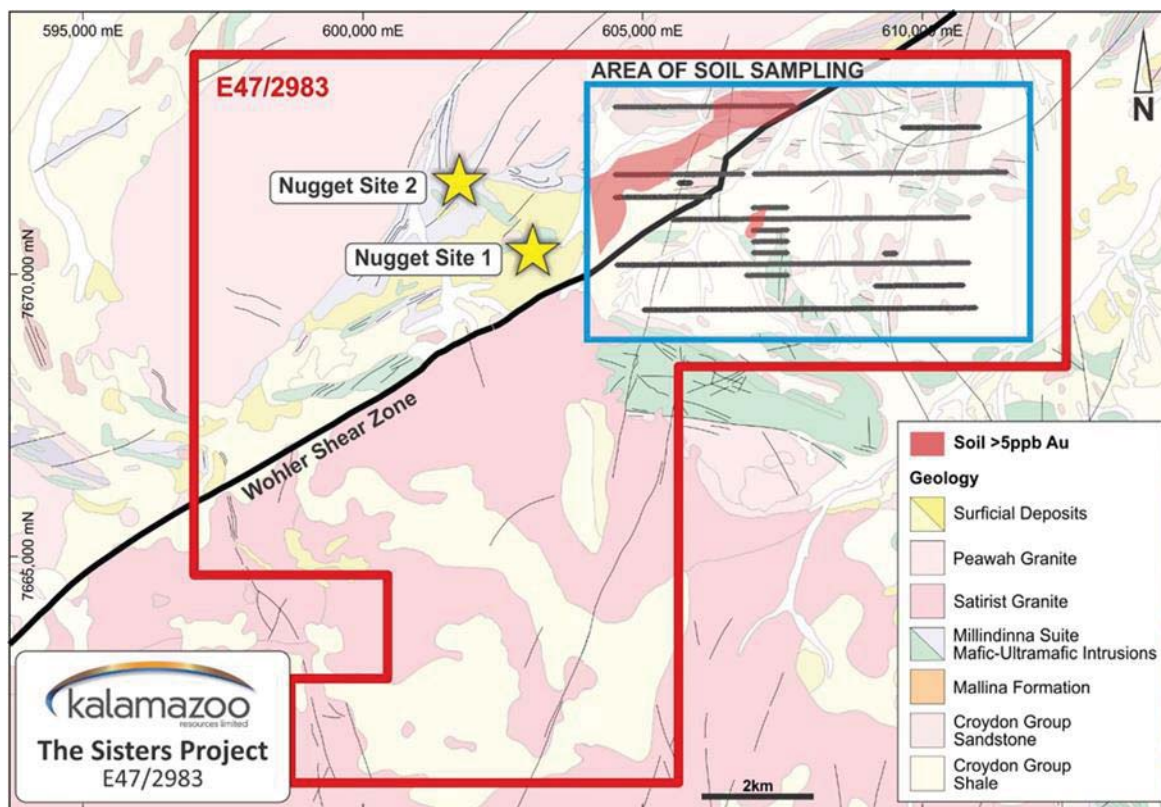 595,000 mE
600,000 mE
605,000 mE
610,000 mE
E47/2983
AREA OF SOIL SAMPLING
N
Nugget Site 2
Nugget Site 1
7670,000 mN
Wohler Shear Zone
7665,000 mN
Soil >5ppb Au
Geology
Surficial Deposits
Peawah Granite
Satirist Granite
Millindinna Suite
Mafic-Ultramafic Intrusions
Mallina Formation
Croydon Group
Sandstone
Croydon Group
Shale
kalamazoo
resources limited
The Sisters Project
E47/2983
2km